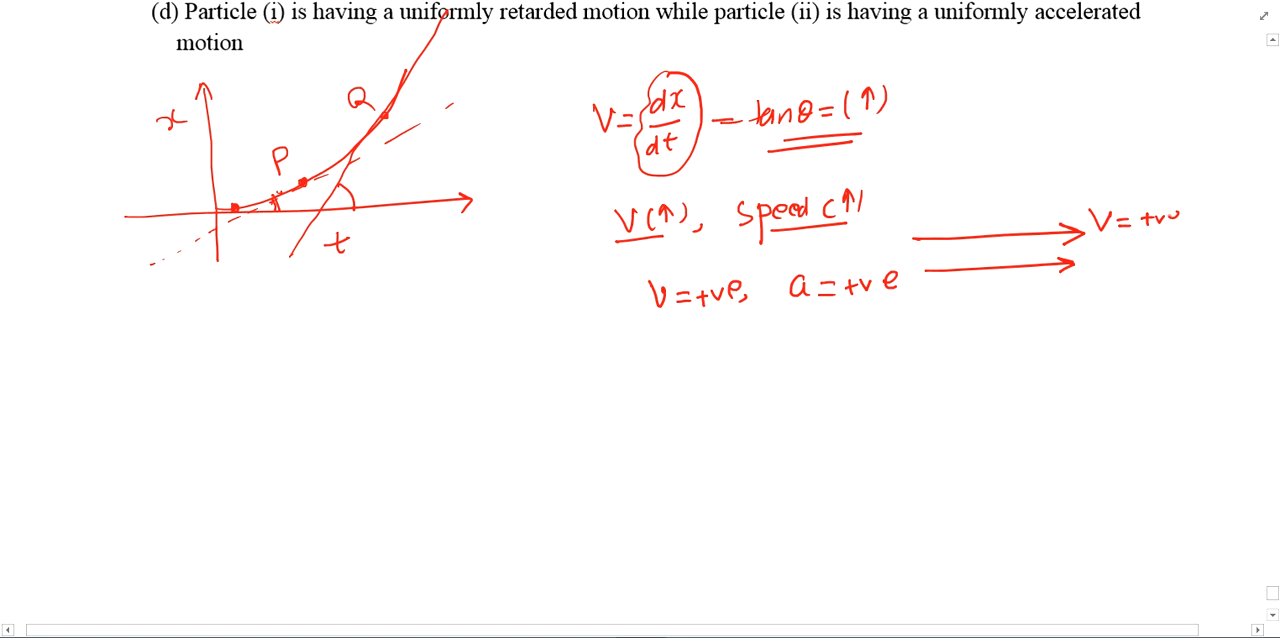 (d) Particle (i) is having a uniformly retarded motion while particle (ii) is having a uniformly accelerated
motion
x
Q
P
t
V = dx/dt = tanθ = (↑)
V(↑), speed (↑)
V = +ve
V = +ve, a = +ve